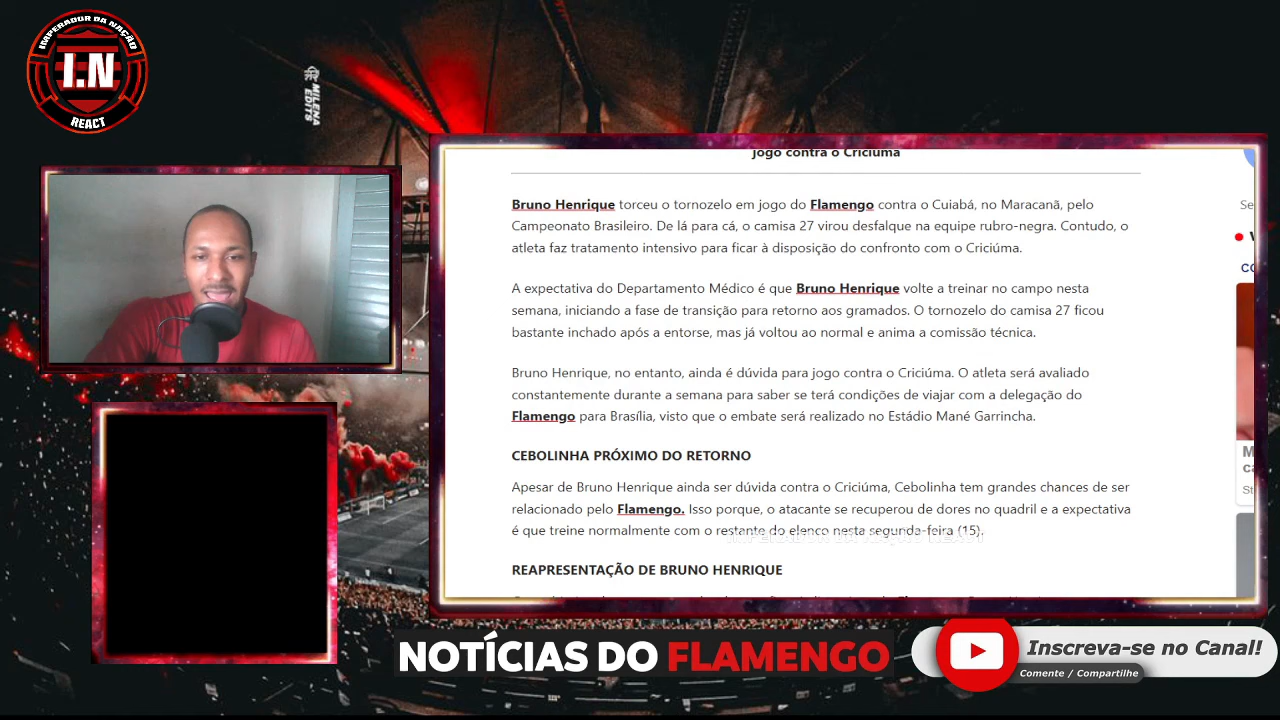 IMPERADOR DA NAÇÃO
I.N
REACT
MILENA
EDITS
jogo contra o Criciúma
Bruno Henrique torceu o tornozelo em jogo do Flamengo contra o Cuiabá, no Maracanã, pelo
Campeonato Brasileiro. De lá para cá, o camisa 27 virou desfalque na equipe rubro-negra. Contudo, o
atleta faz tratamento intensivo para ficar à disposição do confronto com o Criciúma.
A expectativa do Departamento Médico é que Bruno Henrique volte a treinar no campo nesta
semana, iniciando a fase de transição para retorno aos gramados. O tornozelo do camisa 27 ficou
bastante inchado após a entorse, mas já voltou ao normal e anima a comissão técnica.
Bruno Henrique, no entanto, ainda é dúvida para jogo contra o Criciúma. O atleta será avaliado
constantemente durante a semana para saber se terá condições de viajar com a delegação do
Flamengo para Brasília, visto que o embate será realizado no Estádio Mané Garrincha.
CEBOLINHA PRÓXIMO DO RETORNO
Apesar de Bruno Henrique ainda ser dúvida contra o Criciúma, Cebolinha tem grandes chances de ser
relacionado pelo Flamengo. Isso porque, o atacante se recuperou de dores no quadril e a expectativa
é que treine normalmente com o restante do elenco nesta segunda-feira (15).
REAPRESENTAÇÃO DE BRUNO HENRIQUE
NOTÍCIAS DO FLAMENGO
Inscreva-se no Canal!
Comente / Compartilhe